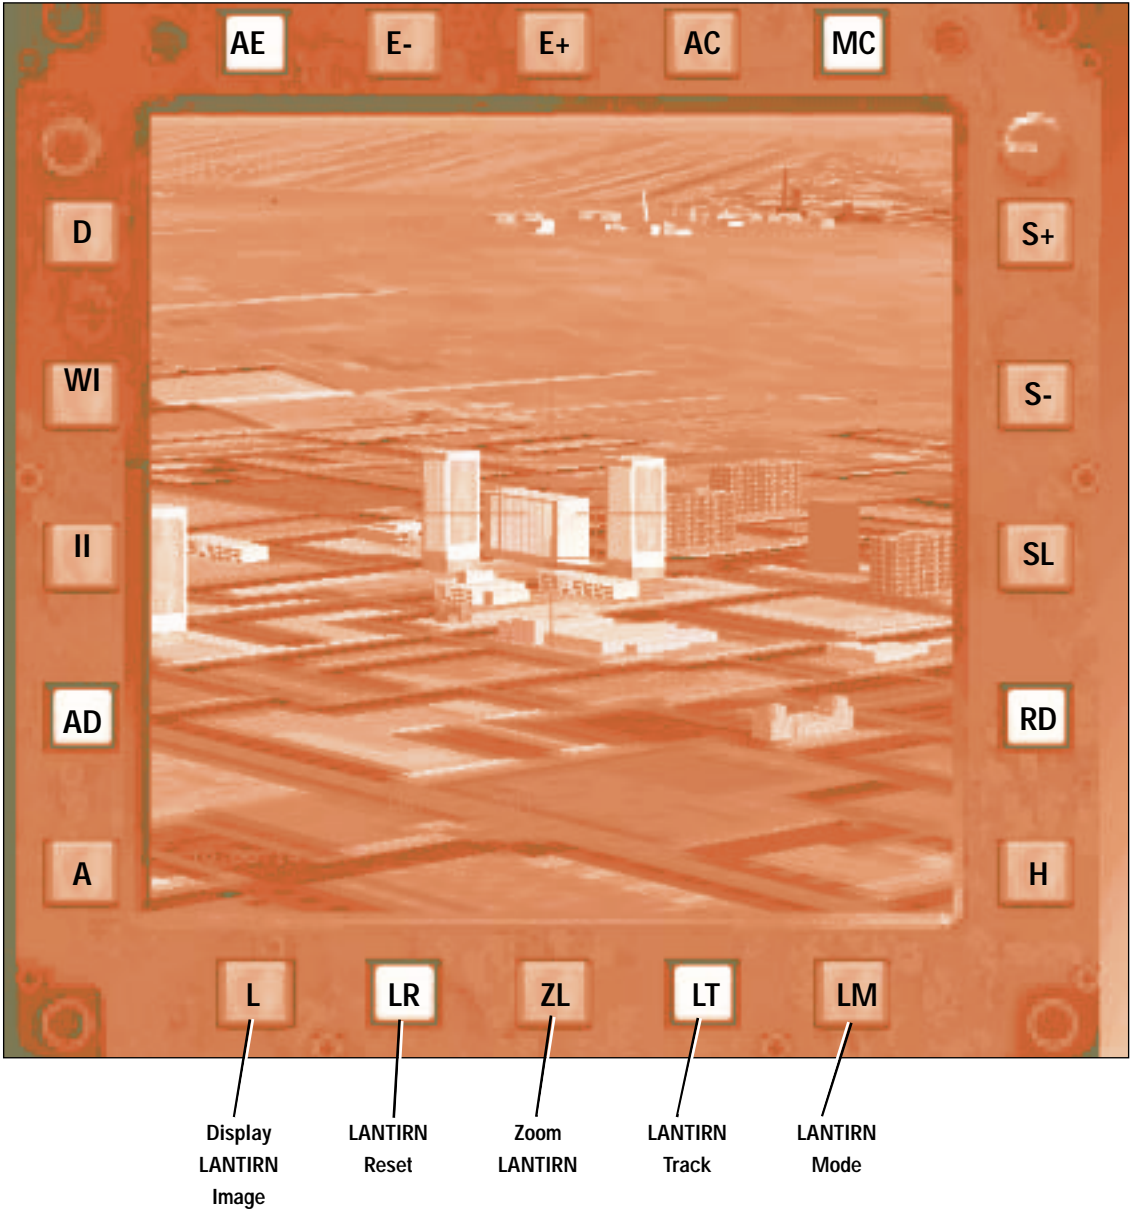 AE E- E+ AC MC
D S+
WI S-
II SL
AD RD
A H
L LR ZL LT LM
Display LANTIRN Zoom LANTIRN LANTIRN
LANTIRN Reset LANTIRN Track Mode
Image